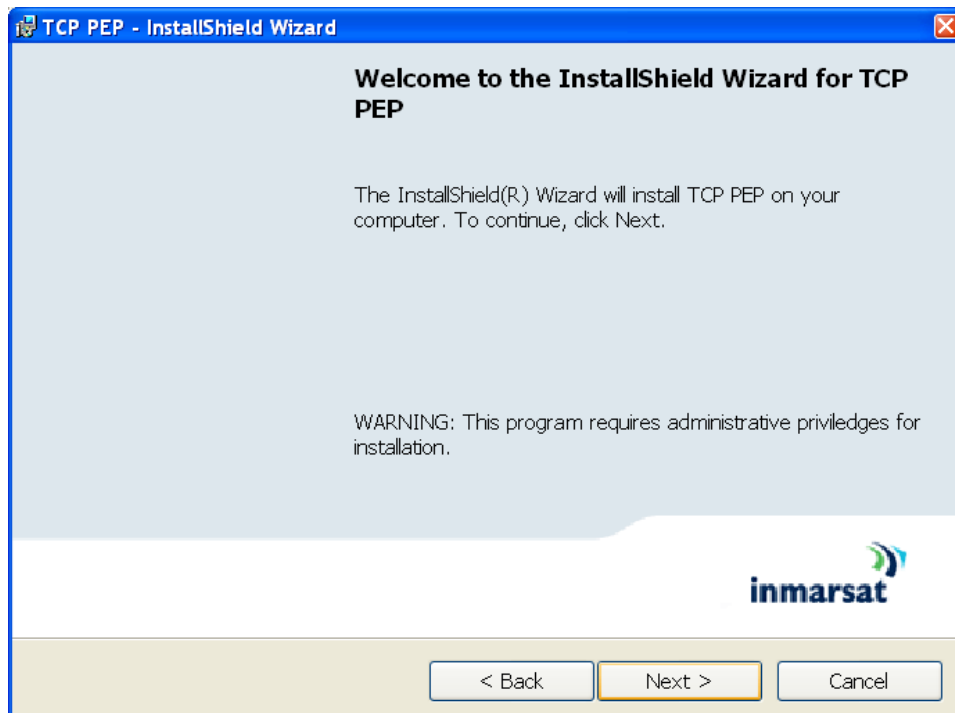 TCP PEP - InstallShield Wizard
Welcome to the InstallShield Wizard for TCP
PEP
The InstallShield(R) Wizard will install TCP PEP on your
computer. To continue, click Next.
WARNING: This program requires administrative priviledges for
installation.
inmarsat
< Back
Next >
Cancel